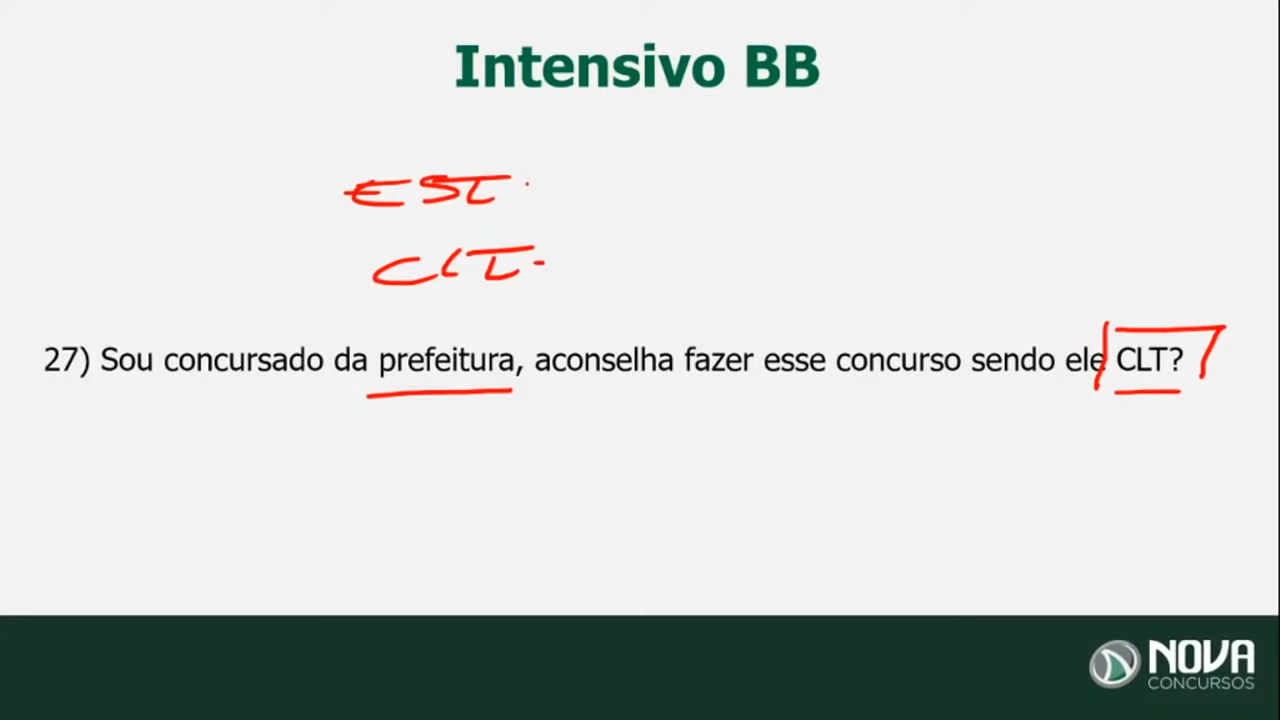 Intensivo BB
EST.
CLT.
27) Sou concursado da prefeitura, aconselha fazer esse concurso sendo ele CLT?
NOVA
CONCURSOS